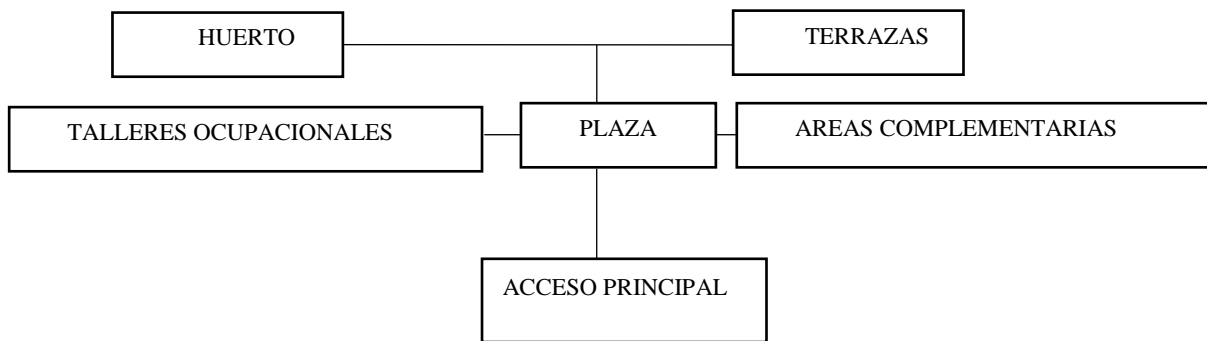 HUERTO
TERRAZAS
TALLERES OCUPACIONALES
PLAZA
AREAS COMPLEMENTARIAS
ACCESO PRINCIPAL